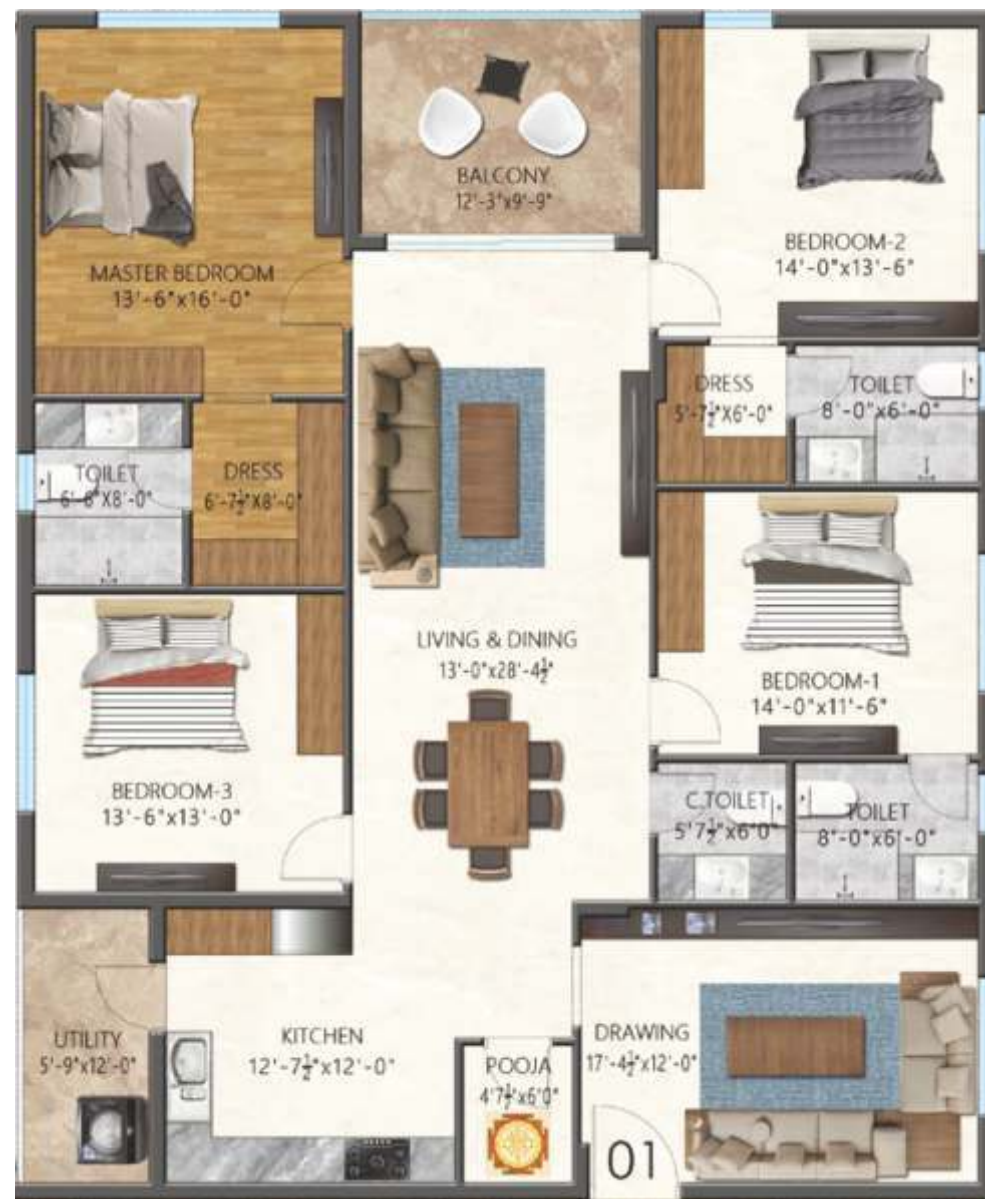 BALCONY
12'-3"x9'-9"
BEDROOM-2
14'-0"x13'-6"
MASTER BEDROOM
13'-6"x16'-0"
DRESS
5'-7½"X6'-0"
TOILET
8'-0"x6'-0"
TOILET
6'-6"X8'-0"
DRESS
6'-7½"X8'-0"
LIVING & DINING
13'-0"x28'-4½"
BEDROOM-1
14'-0"x11'-6"
BEDROOM-3
13'-6"x13'-0"
C.TOILET
5'7½"x6'0"
TOILET
8'-0"x6'-0"
UTILITY
5'-9"x12'-0"
KITCHEN
12'-7½"x12'-0"
POOJA
4'7½"x6'0"
DRAWING
17'-4½"x12'-0"
01